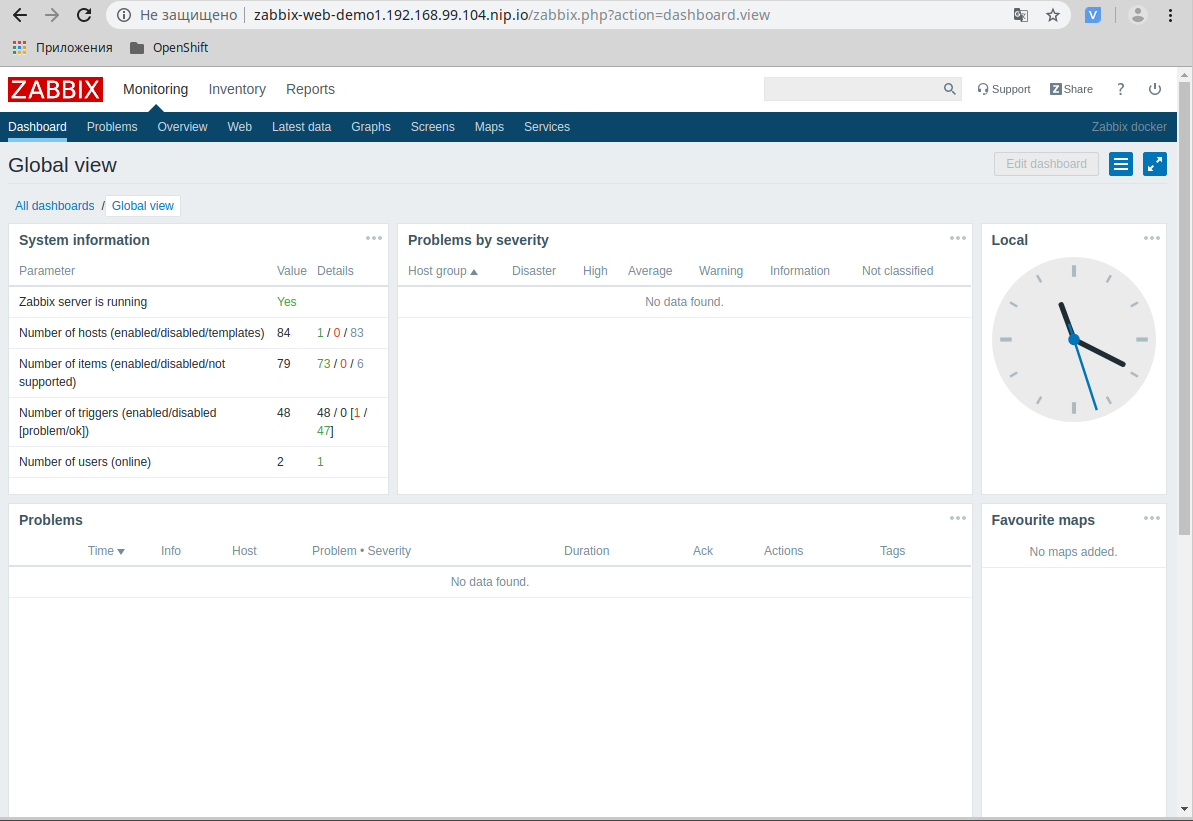 Не защищено zabbix-web-demo1.192.168.99.104.nip.io/zabbix.php?action=dashboard.view
Приложения OpenShift
ZABBIX Monitoring Inventory Reports Support Z Share ?
Dashboard Problems Overview Web Latest data Graphs Screens Maps Services Zabbix docker
Global view Edit dashboard
All dashboards / Global view
System information
Parameter Value Details
Zabbix server is running Yes
Number of hosts (enabled/disabled/templates) 84 1 / 0 / 83
Number of items (enabled/disabled/not 79 73 / 0 / 6
supported)
Number of triggers (enabled/disabled 48 48 / 0 [1 /
[problem/ok]) 47]
Number of users (online) 2 1
Problems by severity
Host group Disaster High Average Warning Information Not classified
No data found.
Local
Problems
Time Info Host Problem • Severity Duration Ack Actions Tags
No data found.
Favourite maps
No maps added.